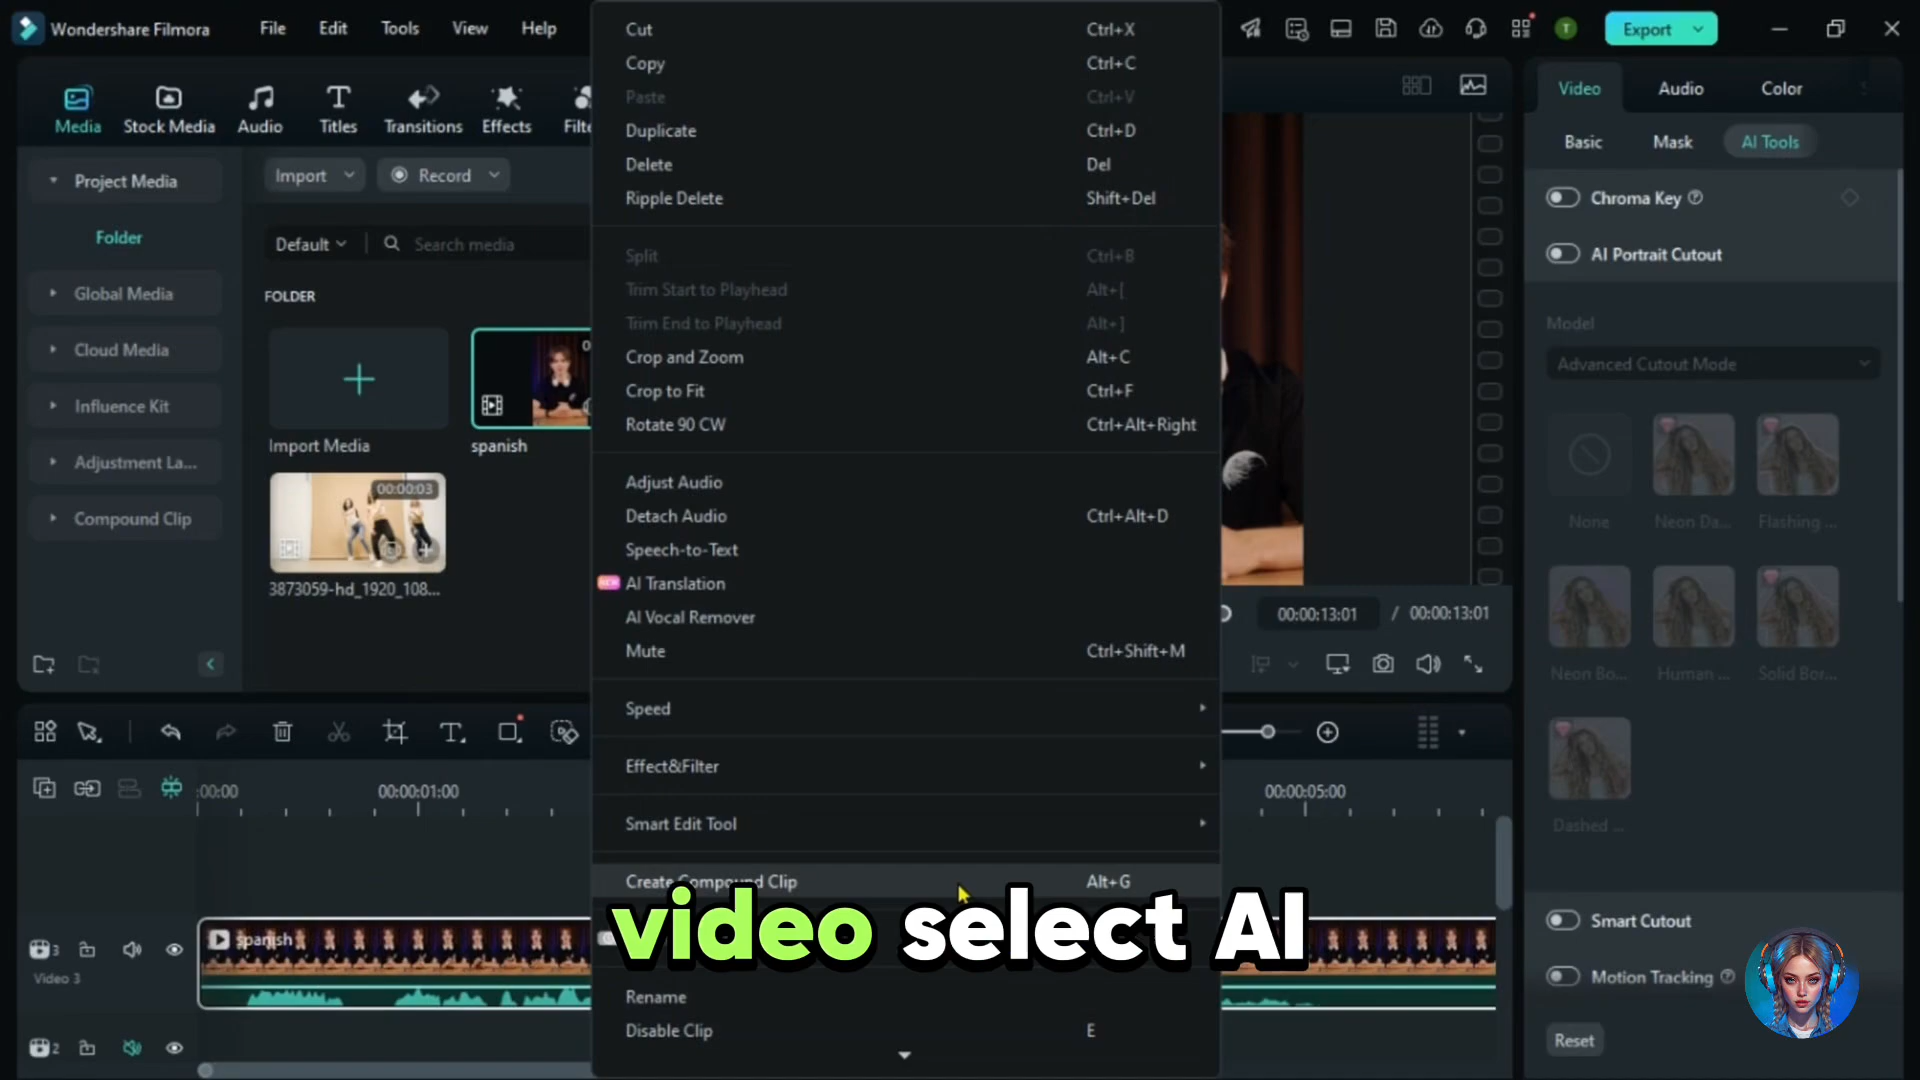 Wondershare Filmora
File
Edit
Tools
View
Help
Export
Media
Stock Media
Audio
Titles
Transitions
Effects
Filte
Project Media
Folder
Global Media
Cloud Media
Influence Kit
Adjustment La...
Compound Clip
Import
Record
Default
Search media
FOLDER
Import Media
spanish
00:00:03
3873059-hd_1920_108...
Cut Ctrl+X
Copy Ctrl+C
Paste Ctrl+V
Duplicate Ctrl+D
Delete Del
Ripple Delete Shift+Del
Split Ctrl+B
Trim Start to Playhead Alt+[
Trim End to Playhead Alt+]
Crop and Zoom Alt+C
Crop to Fit Ctrl+F
Rotate 90 CW Ctrl+Alt+Right
Adjust Audio
Detach Audio Ctrl+Alt+D
Speech-to-Text
NEW AI Translation
AI Vocal Remover
Mute Ctrl+Shift+M
Speed
Effect&Filter
Smart Edit Tool
Create Compound Clip Alt+G
video select AI
Rename
Disable Clip E
00:00:13:01 / 00:00:13:01
Video
Audio
Color
Basic
Mask
AI Tools
Chroma Key
AI Portrait Cutout
Model
Advanced Cutout Mode
None
Neon Da...
Flashing ...
Neon Bo...
Human ...
Solid Bor...
Dashed ...
Smart Cutout
Motion Tracking
Reset
:00:00
00:00:01:00
00:00:05:00
spanish
3
Video 3
2
T